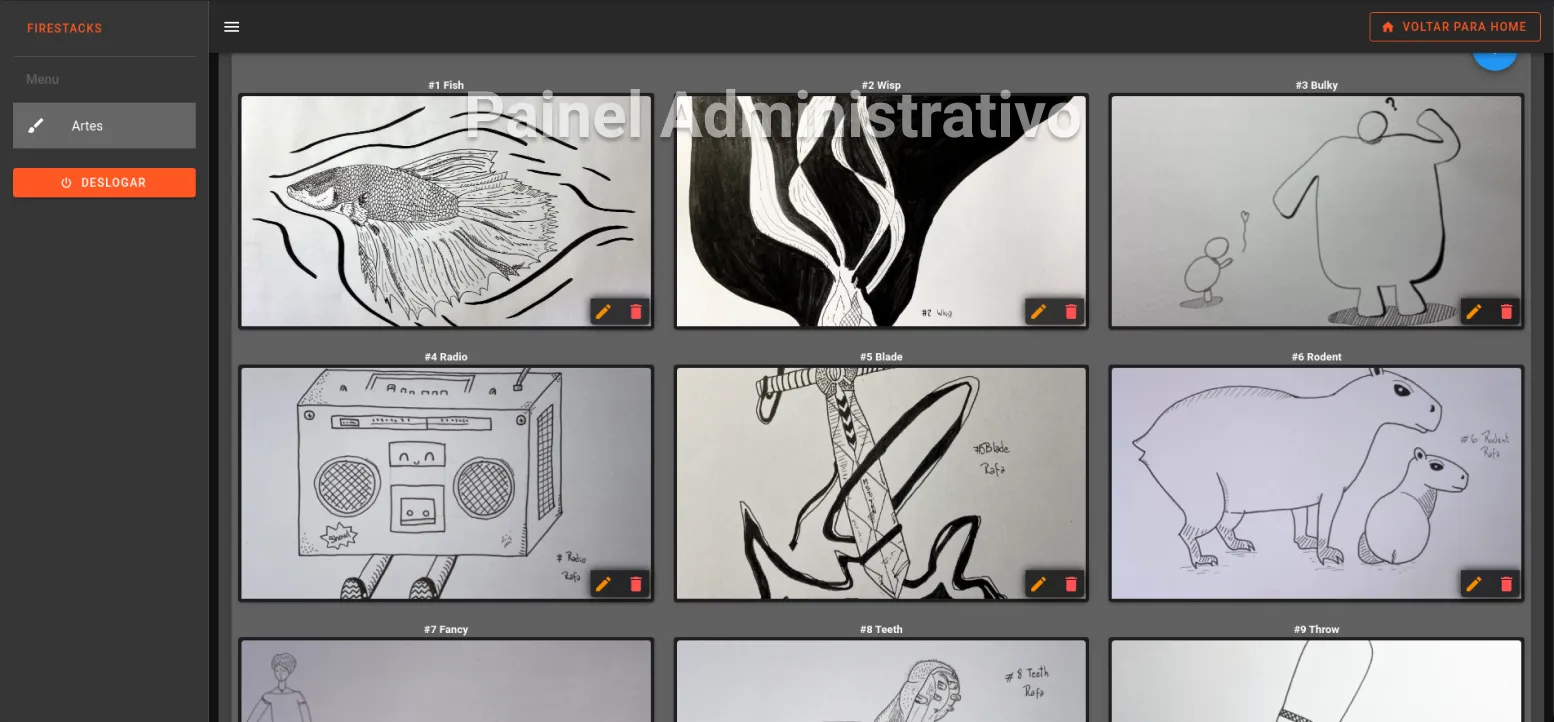 FIRESTACKS
VOLTAR PARA HOME
Menu
Artes
DESLOGAR
Painel Administrativo
#1 Fish
#2 Wisp
#3 Bulky
?
#2 Wisp
#4 Radio
#5 Blade
#6 Rodent
Shonen!
# Radio
Rafa
#5Blade
Rafa
#6 Rodent
Rafa
#7 Fancy
#8 Teeth
#9 Throw
# 8 Teeth
Rafa